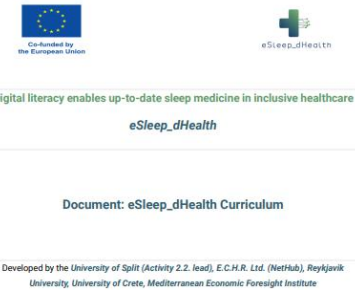 Co-funded by
the European Union
eSleep_dHealth
igital literacy enables up-to-date sleep medicine in inclusive healthcare
eSleep_dHealth
Document: eSleep_dHealth Curriculum
Developed by the University of Split (Activity 2.2. lead), E.C.H.R. Ltd. (NetHub), Reykjavik
University, University of Crete, Mediterranean Economic Foresight Institute